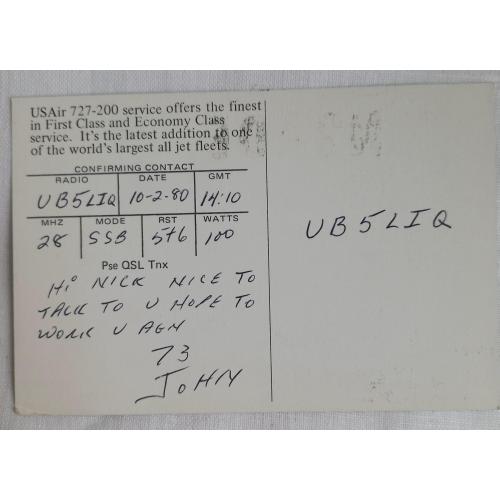 USAir 727-200 service offers the finest
in First Class and Economy Class
service. It's the latest addition to one
of the world's largest all jet fleets.
CONFIRMING CONTACT
RADIO DATE GMT
UB5LIQ 10-2-80 14:10
MHZ MODE RST WATTS
28 SSB 5+6 100
Pse QSL Tnx
Hi NICK NICE TO
TALK TO U HOPE TO
WORK U AGN
73
JOHN
UB5LIQ